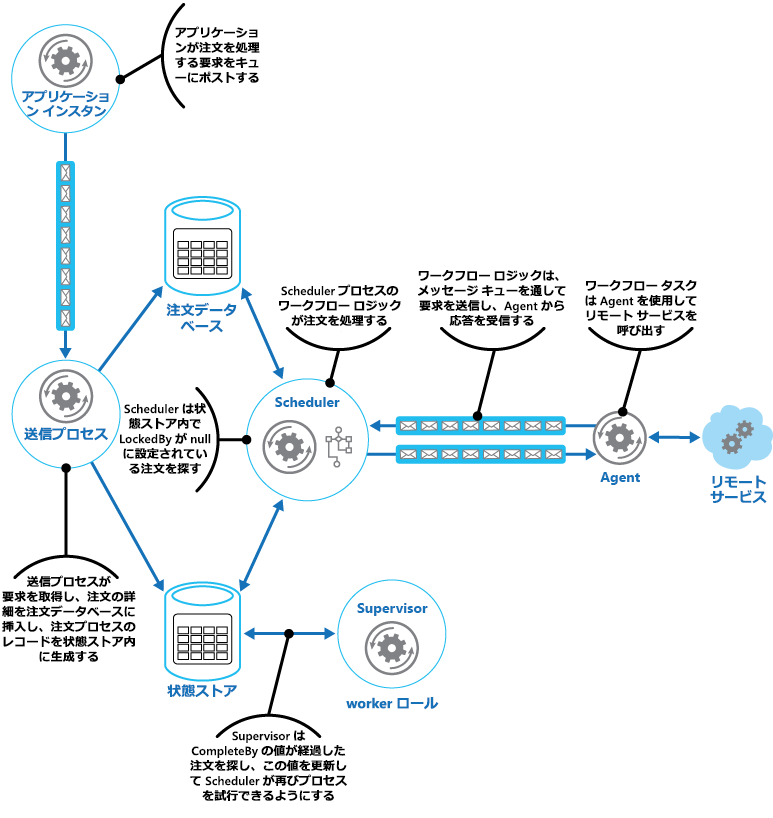 アプリケーショ
ンが注文を処理
する要求をキュ
ーにポストする
アプリケーショ
ン インスタン
注文データ
ベース
Scheduler プロセスの
ワークフロー ロジック
が注文を処理する
ワークフロー ロジックは、
メッセージ キューを通して
要求を送信し、Agent から
応答を受信する
ワークフロー タスク
は Agent を使用して
リモート サービスを
呼び出す
送信プロセス
Scheduler は状
態ストア内で
LockedBy が null
に設定されてい
る注文を探す
Scheduler
Agent
リモート
サービス
送信プロセスが
要求を取得し、注文の詳
細を注文データベースに
挿入し、注文プロセスの
レコードを状態ストア内
に生成する
状態ストア
Supervisor
worker ロール
Supervisor は
CompleteBy の値が経過した
注文を探し、この値を更新し
て Scheduler が再びプロセス
を試行できるようにする